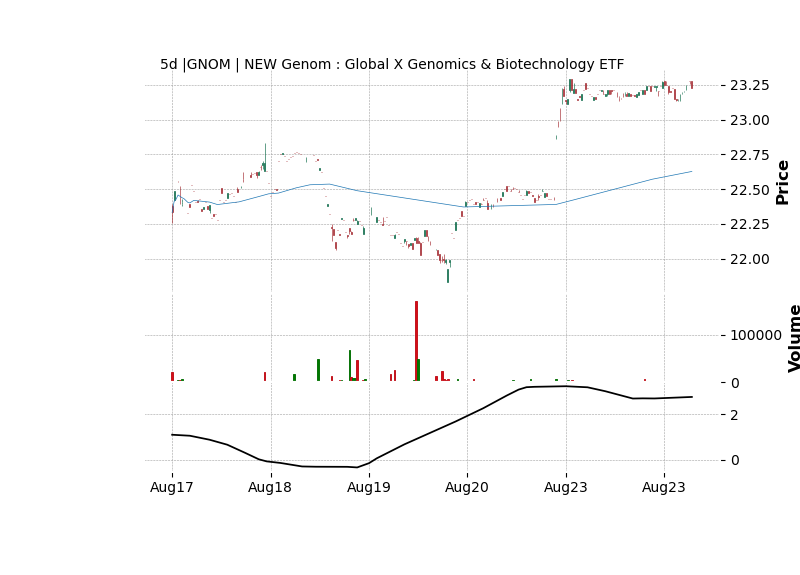 5d |GNOM | NEW Genom : Global X Genomics & Biotechnology ETF
23.25
23.00
22.75
22.50
22.25
22.00
Price
100000
0
Volume
2
0
Aug17 Aug18 Aug19 Aug20 Aug23 Aug23